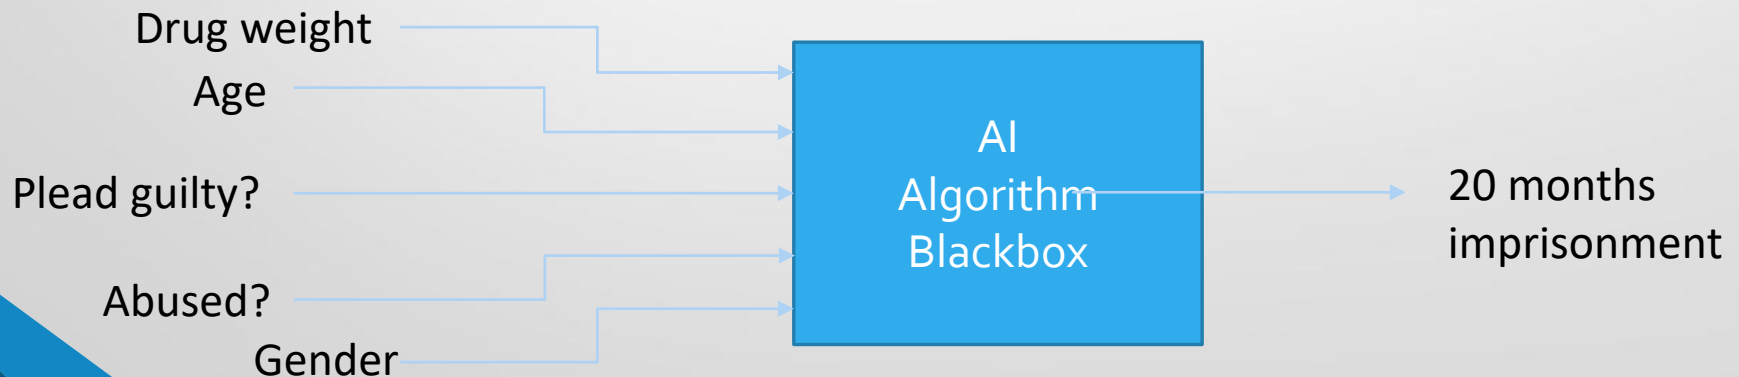 Drug weight
Age
Plead guilty?
Abused?
Gender
AI
Algorithm
Blackbox
20 months
imprisonment